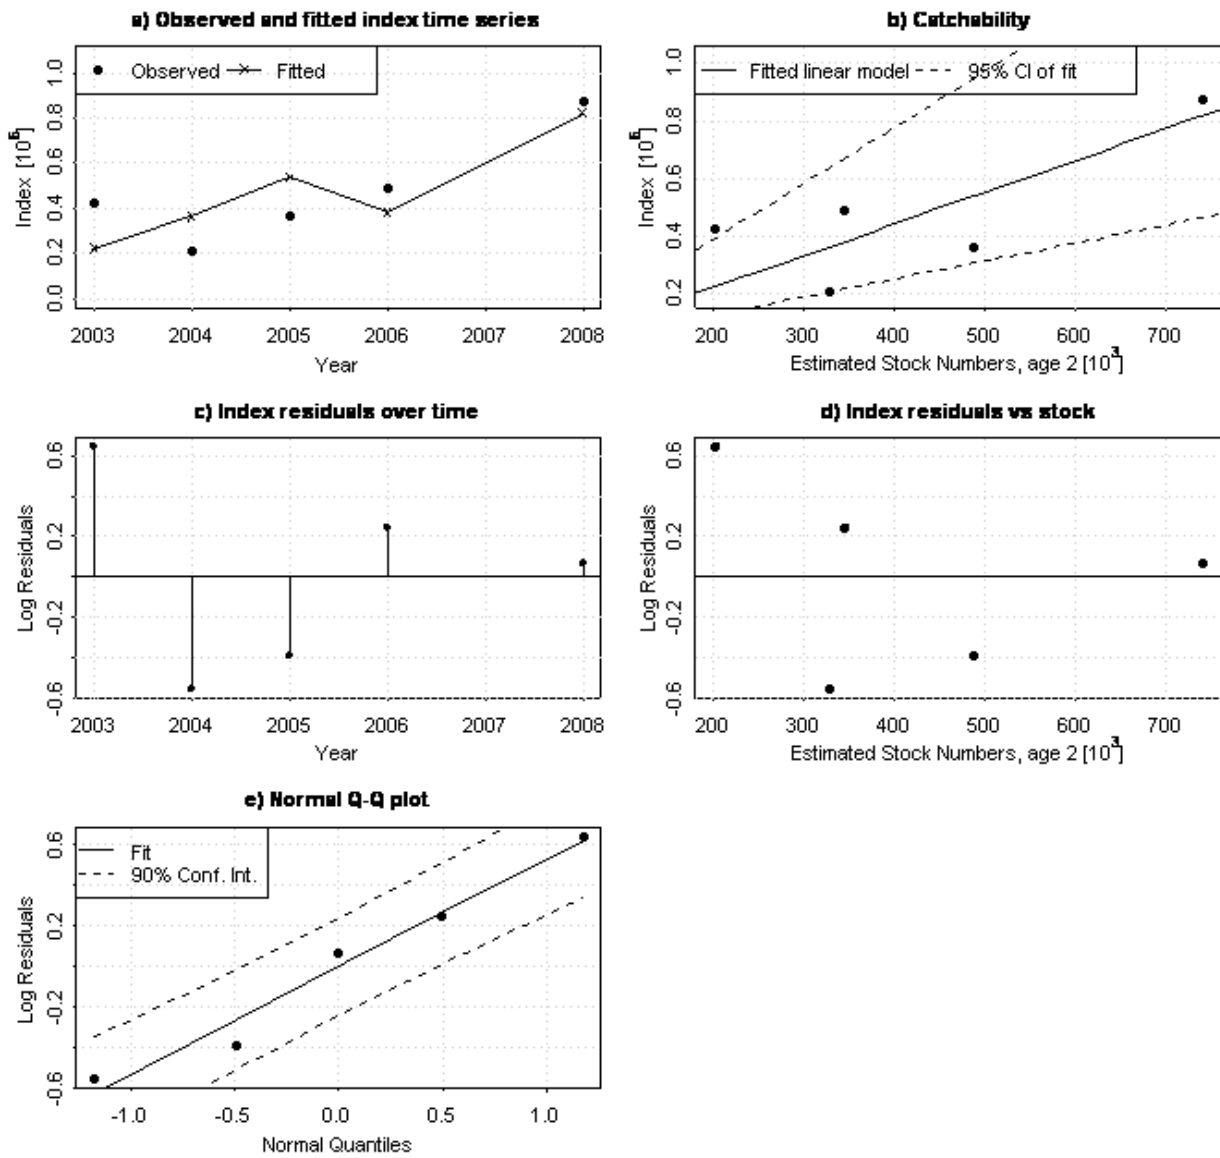 a) Observed and fitted index time series
Observed Fitted
Index [10^6]
0.0 0.2 0.4 0.6 0.8 1.0
2003 2004 2005 2006 2007 2008
Year
b) Catchability
Fitted linear model 95% CI of fit
Index [10^6]
0.2 0.4 0.6 0.8 1.0
200 300 400 500 600 700
Estimated Stock Numbers, age 2 [10^3]
c) Index residuals over time
Log Residuals
-0.6 -0.2 0.2 0.6
2003 2004 2005 2006 2007 2008
Year
d) Index residuals vs stock
Log Residuals
-0.6 -0.2 0.2 0.6
200 300 400 500 600 700
Estimated Stock Numbers, age 2 [10^3]
e) Normal Q-Q plot
Fit
90% Conf. Int.
Log Residuals
-0.6 -0.2 0.2 0.6
-1.0 -0.5 0.0 0.5 1.0
Normal Quantiles